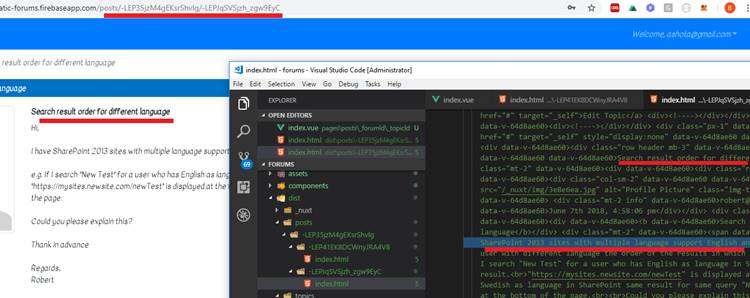 atic-forums.firebaseapp.com/posts/-LEP35jzM4gEKsrShvIg/-LEPJqSVSjzh_zgw9EyC
Welcome, ashota@gmail.com
search result order for different language
anguage
Search result order for different language
Hi,
I have SharePoint 2013 sites with multiple language suppor
e.g. If I search "New Test" for a user who has English as lang
"https://mysites.newsite.com/newTest" is displayed at the
the page.
Could you please explain this?
Thank in advance
Regards,
Robert
index.html - forums - Visual Studio Code [Administrator]
File Edit Selection View Go Debug Tasks Help
EXPLORER
OPEN EDITORS
index.vue pages\posts\_forumId\_topicId U
index.html dist\posts\-LEP35jzM4gEKsrS... 5
index.html dist\posts\-LEP35jzM4gEKsrS... 5
FORUMS
assets
components
dist
_nuxt
posts
-LEP35jzM4gEKsrShvIg
-LEP41EK8DCWnyJRA4V8
index.html 5
-LEPJqSVSjzh_zgw9EyC
index.html 5
topics
69
index.vue
index.html ...\-LEP41EK8DCWnyJRA4V8
index.html ...\-LEPJqSVSjzh_z
href="#" target="_self">Edit Topic</a> <div><!----></div></div>
href="#" target="_self" style="display:none" data-v-64d8ae60
data-v-64d8ae60><div><!----></div></div> <div class="px-1" data
<div data-v-64d8ae60><div class="row header mb-3" data-v-64d8ae
class="mt-2" data-v-64d8ae60>Search result order for differ
data-v-64d8ae60></div> <div class="row" data-v-64d8ae60><div
data-v-64d8ae60><div class="col-sm-2" data-v-64d8ae60><div
src="/_nuxt/img/3e8e6ea.jpg" alt="Profile Picture" class="img-t
data-v-64d8ae60> <div class="mt-2 info" data-v-64d8ae60>robert@
data-v-64d8ae60>June 7th 2018, 4:58:06 pm</div></div> <div
data-v-64d8ae60><div data-v-64d8ae60><b data-v-64d8ae60>Search
language</b></div> <div class="mt-2" data-v-64d8ae60><span
SharePoint 2013 sites with multiple language support English an
user with different language the order of the results in which
I search "New Test" for a user who has English as language in S
result.<br>"https://mysites.newsite.com/newTest" is displayed a
Swedish as language in SharePoint same result for same query "N
at the bottom of the page.<br><br>Could you please explain thi